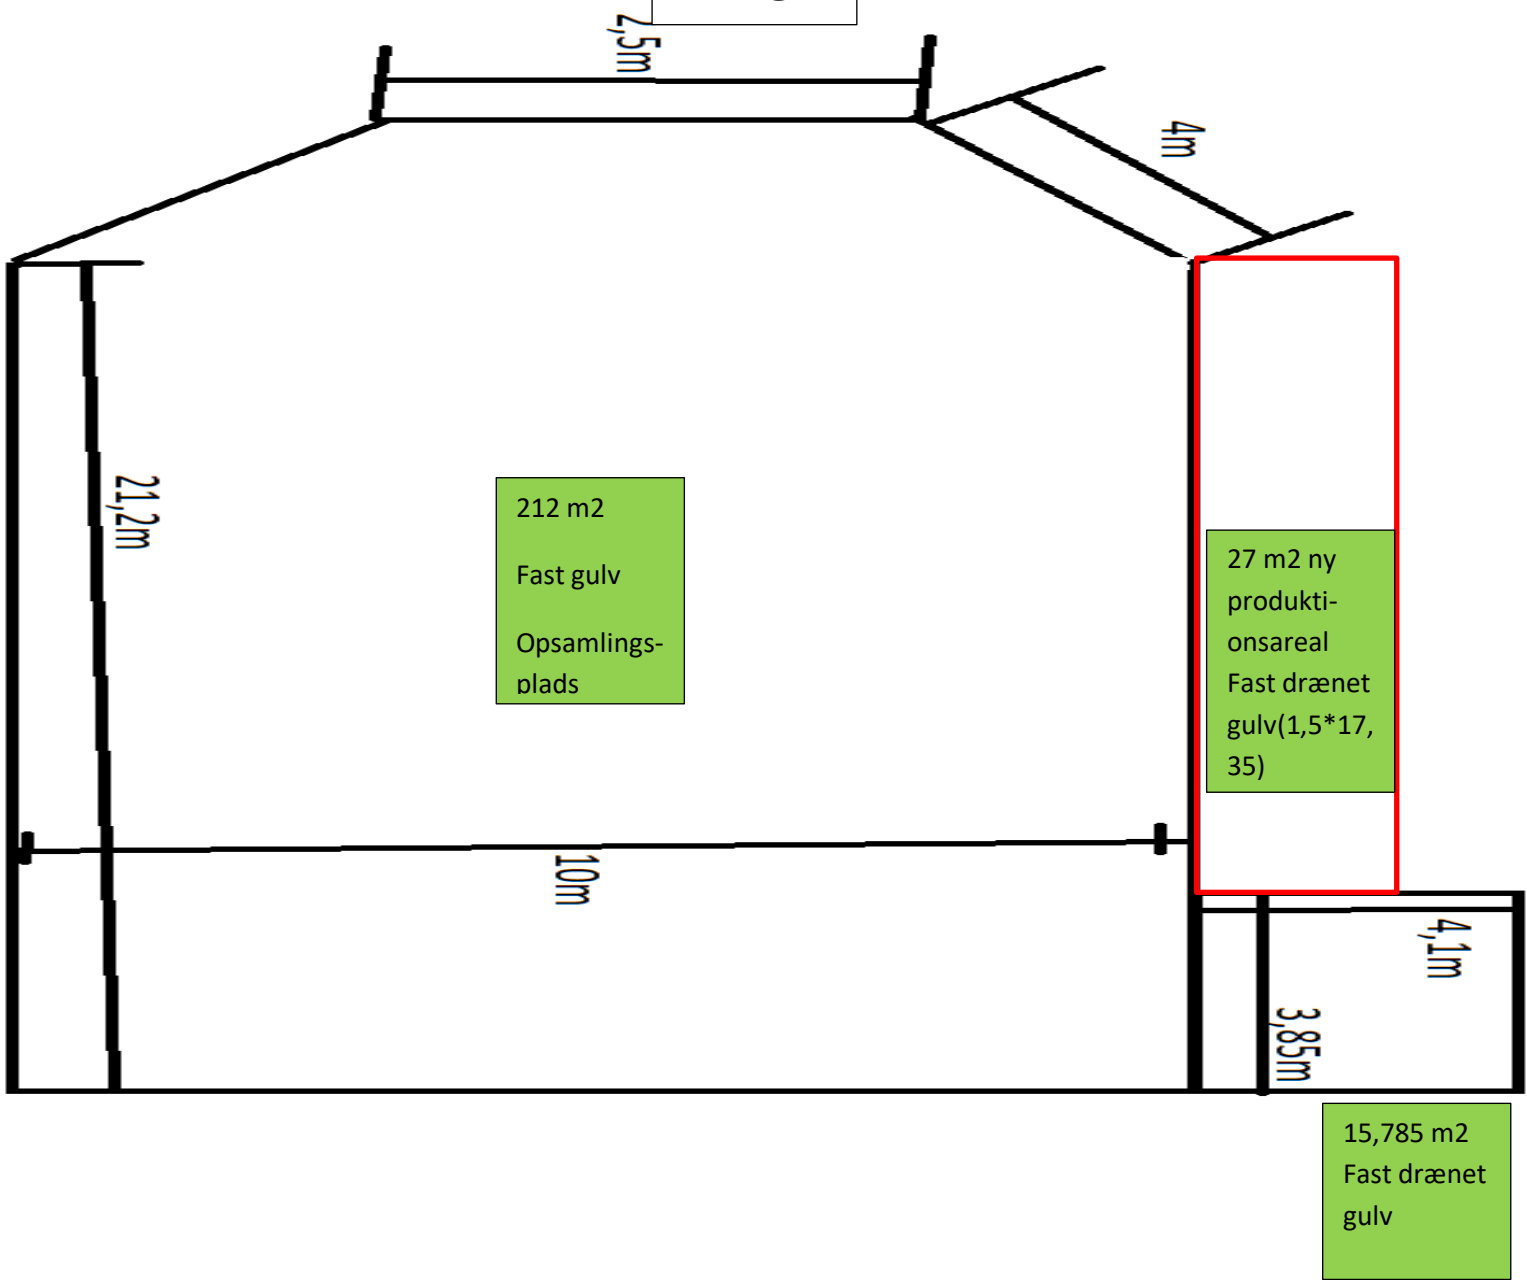 2,5m
4m
21,2m
212 m2
Fast gulv
Opsamlings-
plads
27 m2 ny
produkti-
onsareal
Fast drænet
gulv(1,5*17,
35)
10m
4,1m
3,85m
15,785 m2
Fast drænet
gulv